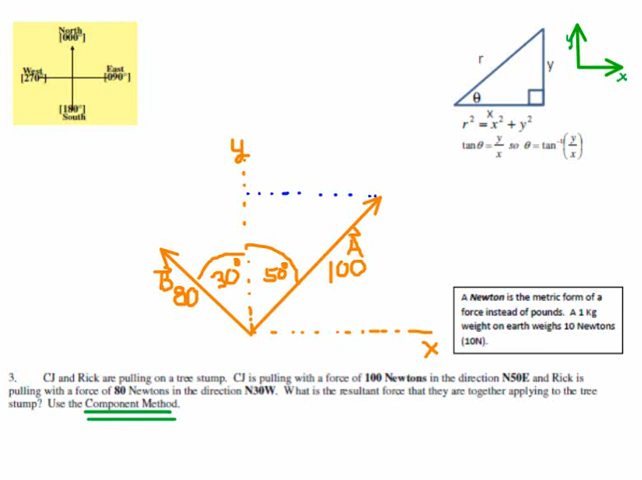 North
[000°]
West
[270°]
East
[090°]
[180°]
South
r
y
θ
x
r² = x² + y²
tan θ = y/x so θ = tan⁻¹(y/x)
y
x
y
B 80
30°
50°
A
100
x
A Newton is the metric form of a
force instead of pounds. A 1 Kg
weight on earth weighs 10 Newtons
(10N).
3. CJ and Rick are pulling on a tree stump. CJ is pulling with a force of 100 Newtons in the direction N50E and Rick is
pulling with a force of 80 Newtons in the direction N30W. What is the resultant force that they are together applying to the tree
stump? Use the Component Method.